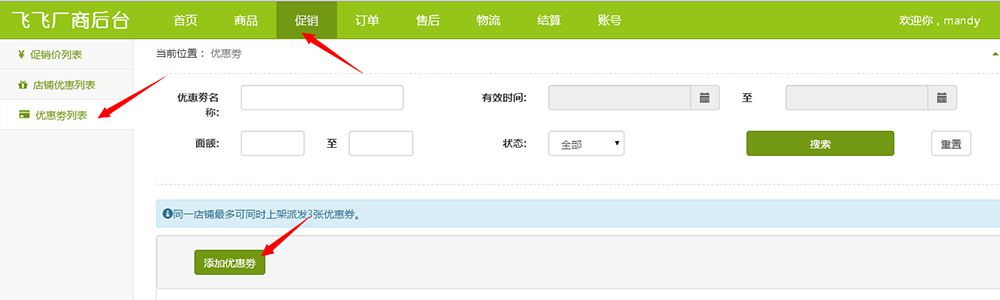 飞飞厂商后台 首页 商品 促销 订单 售后 物流 结算 账号 欢迎你，mandy
¥ 促销价列表
店铺优惠列表
优惠劵列表
当前位置： 优惠劵
优惠劵名称:
有效时间: 至
面额: 至
状态: 全部
搜索 重置
同一店铺最多可同时上架派发3张优惠券。
添加优惠劵